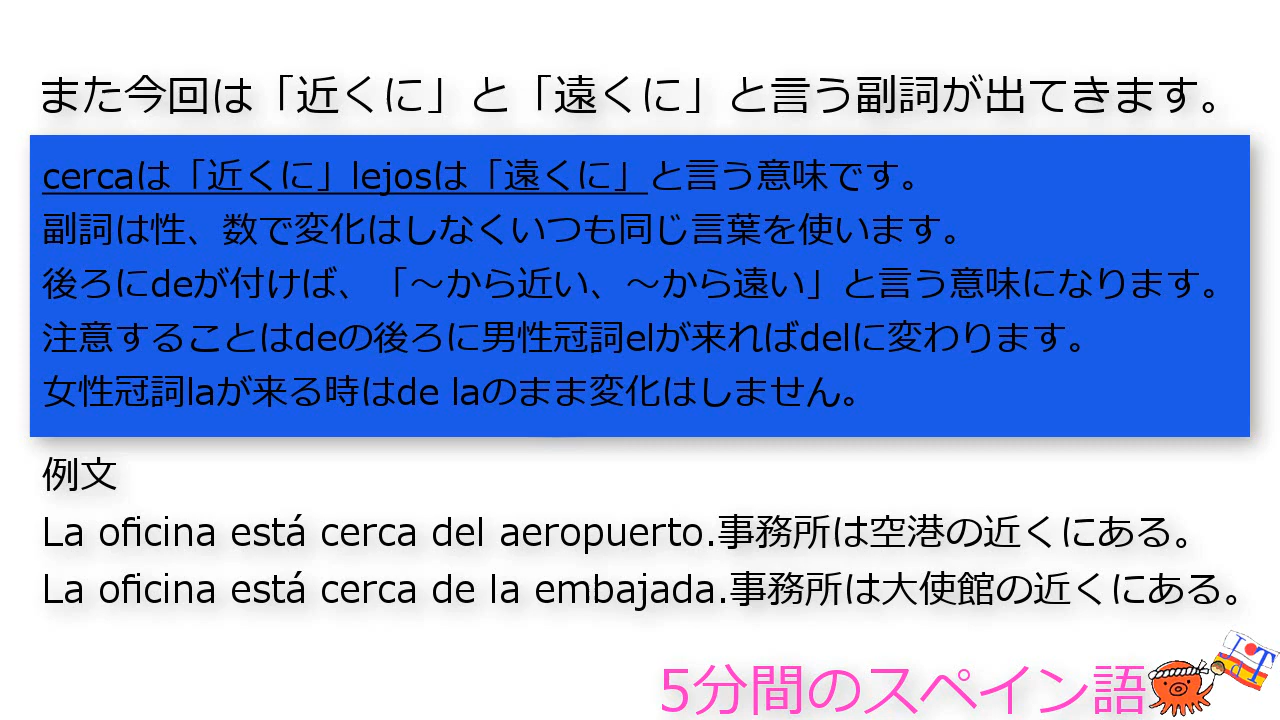 また今回は「近くに」と「遠くに」と言う副詞が出てきます。
cercaは「近くに」lejosは「遠くに」と言う意味です。
副詞は性、数で変化はしなくいつも同じ言葉を使います。
後ろにdeが付けば、「～から近い、～から遠い」と言う意味になります。
注意することはdeの後ろに男性冠詞elが来ればdelに変わります。
女性冠詞laが来る時はde laのまま変化はしません。
例文
La oficina está cerca del aeropuerto.事務所は空港の近くにある。
La oficina está cerca de la embajada.事務所は大使館の近くにある。
5分間のスペイン語
J T
d